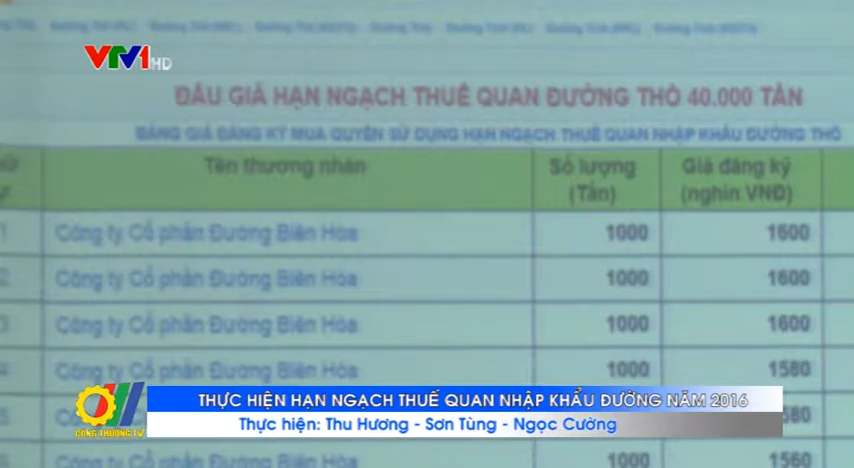 VTV1 HD
ĐẤU GIÁ HẠN NGẠCH THUẾ QUAN ĐƯỜNG THÔ 40.000 TẤN
BẢNG GIÁ ĐĂNG KÝ MUA QUYỀN SỬ DỤNG HẠN NGẠCH THUẾ QUAN NHẬP KHẨU ĐƯỜNG THÔ
Tên thương nhân Số lượng (Tấn) Giá đăng ký (nghìn VNĐ)
1 Công ty Cổ phần Đường Biên Hòa 1000 1600
2 Công ty Cổ phần Đường Biên Hòa 1000 1600
3 Công ty Cổ phần Đường Biên Hòa 1000 1600
4 Công ty Cổ phần Đường Biên Hòa 1000 1580
5 580
THỰC HIỆN HẠN NGẠCH THUẾ QUAN NHẬP KHẨU ĐƯỜNG NĂM 2016
Thực hiện: Thu Hương - Sơn Tùng - Ngọc Cường
CÔNG THƯƠNG TV
Công ty Cổ phần Đường Biên Hòa 1000 1560